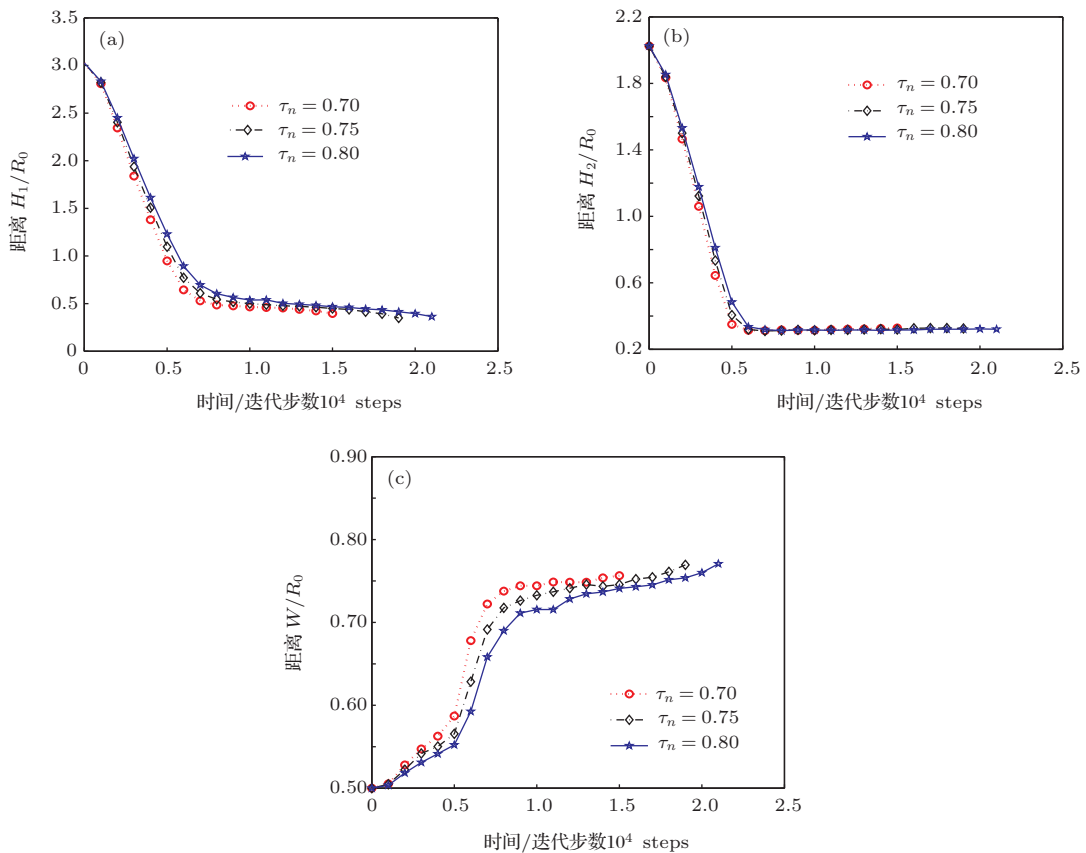 (a)
3.5
3.0
2.5
2.0
1.5
1.0
0.5
0
距离 H₁/R₀
τₙ = 0.70
τₙ = 0.75
τₙ = 0.80
0 0.5 1.0 1.5 2.0 2.5
时间/迭代步数10⁴ steps
(b)
2.2
1.8
1.4
1.0
0.6
0.2
距离 H₂/R₀
τₙ = 0.70
τₙ = 0.75
τₙ = 0.80
0 0.5 1.0 1.5 2.0 2.5
时间/迭代步数10⁴ steps
(c)
0.90
0.80
0.70
0.60
0.50
距离 W/R₀
τₙ = 0.70
τₙ = 0.75
τₙ = 0.80
0 0.5 1.0 1.5 2.0 2.5
时间/迭代步数10⁴ steps